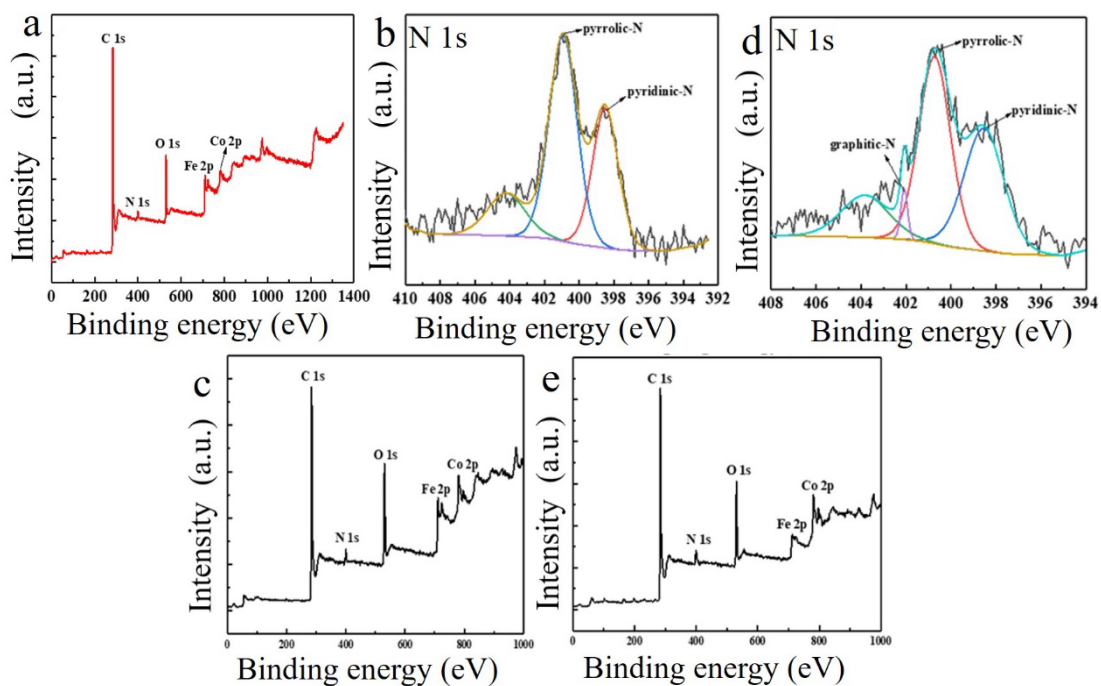 a
C 1s
O 1s
N 1s
Fe 2p
Co 2p
Intensity (a.u.)
0 200 400 600 800 1000 1200 1400
Binding energy (eV)
b N 1s
pyrrolic-N
pyridinic-N
Intensity (a.u.)
410 408 406 404 402 400 398 396 394 392
Binding energy (eV)
d N 1s
pyrrolic-N
pyridinic-N
graphitic-N
Intensity (a.u.)
408 406 404 402 400 398 396 394
Binding energy (eV)
c
C 1s
O 1s
Co 2p
Fe 2p
N 1s
Intensity (a.u.)
0 200 400 600 800 1000
Binding energy (eV)
e
C 1s
O 1s
Co 2p
Fe 2p
N 1s
Intensity (a.u.)
0 200 400 600 800 1000
Binding energy (eV)